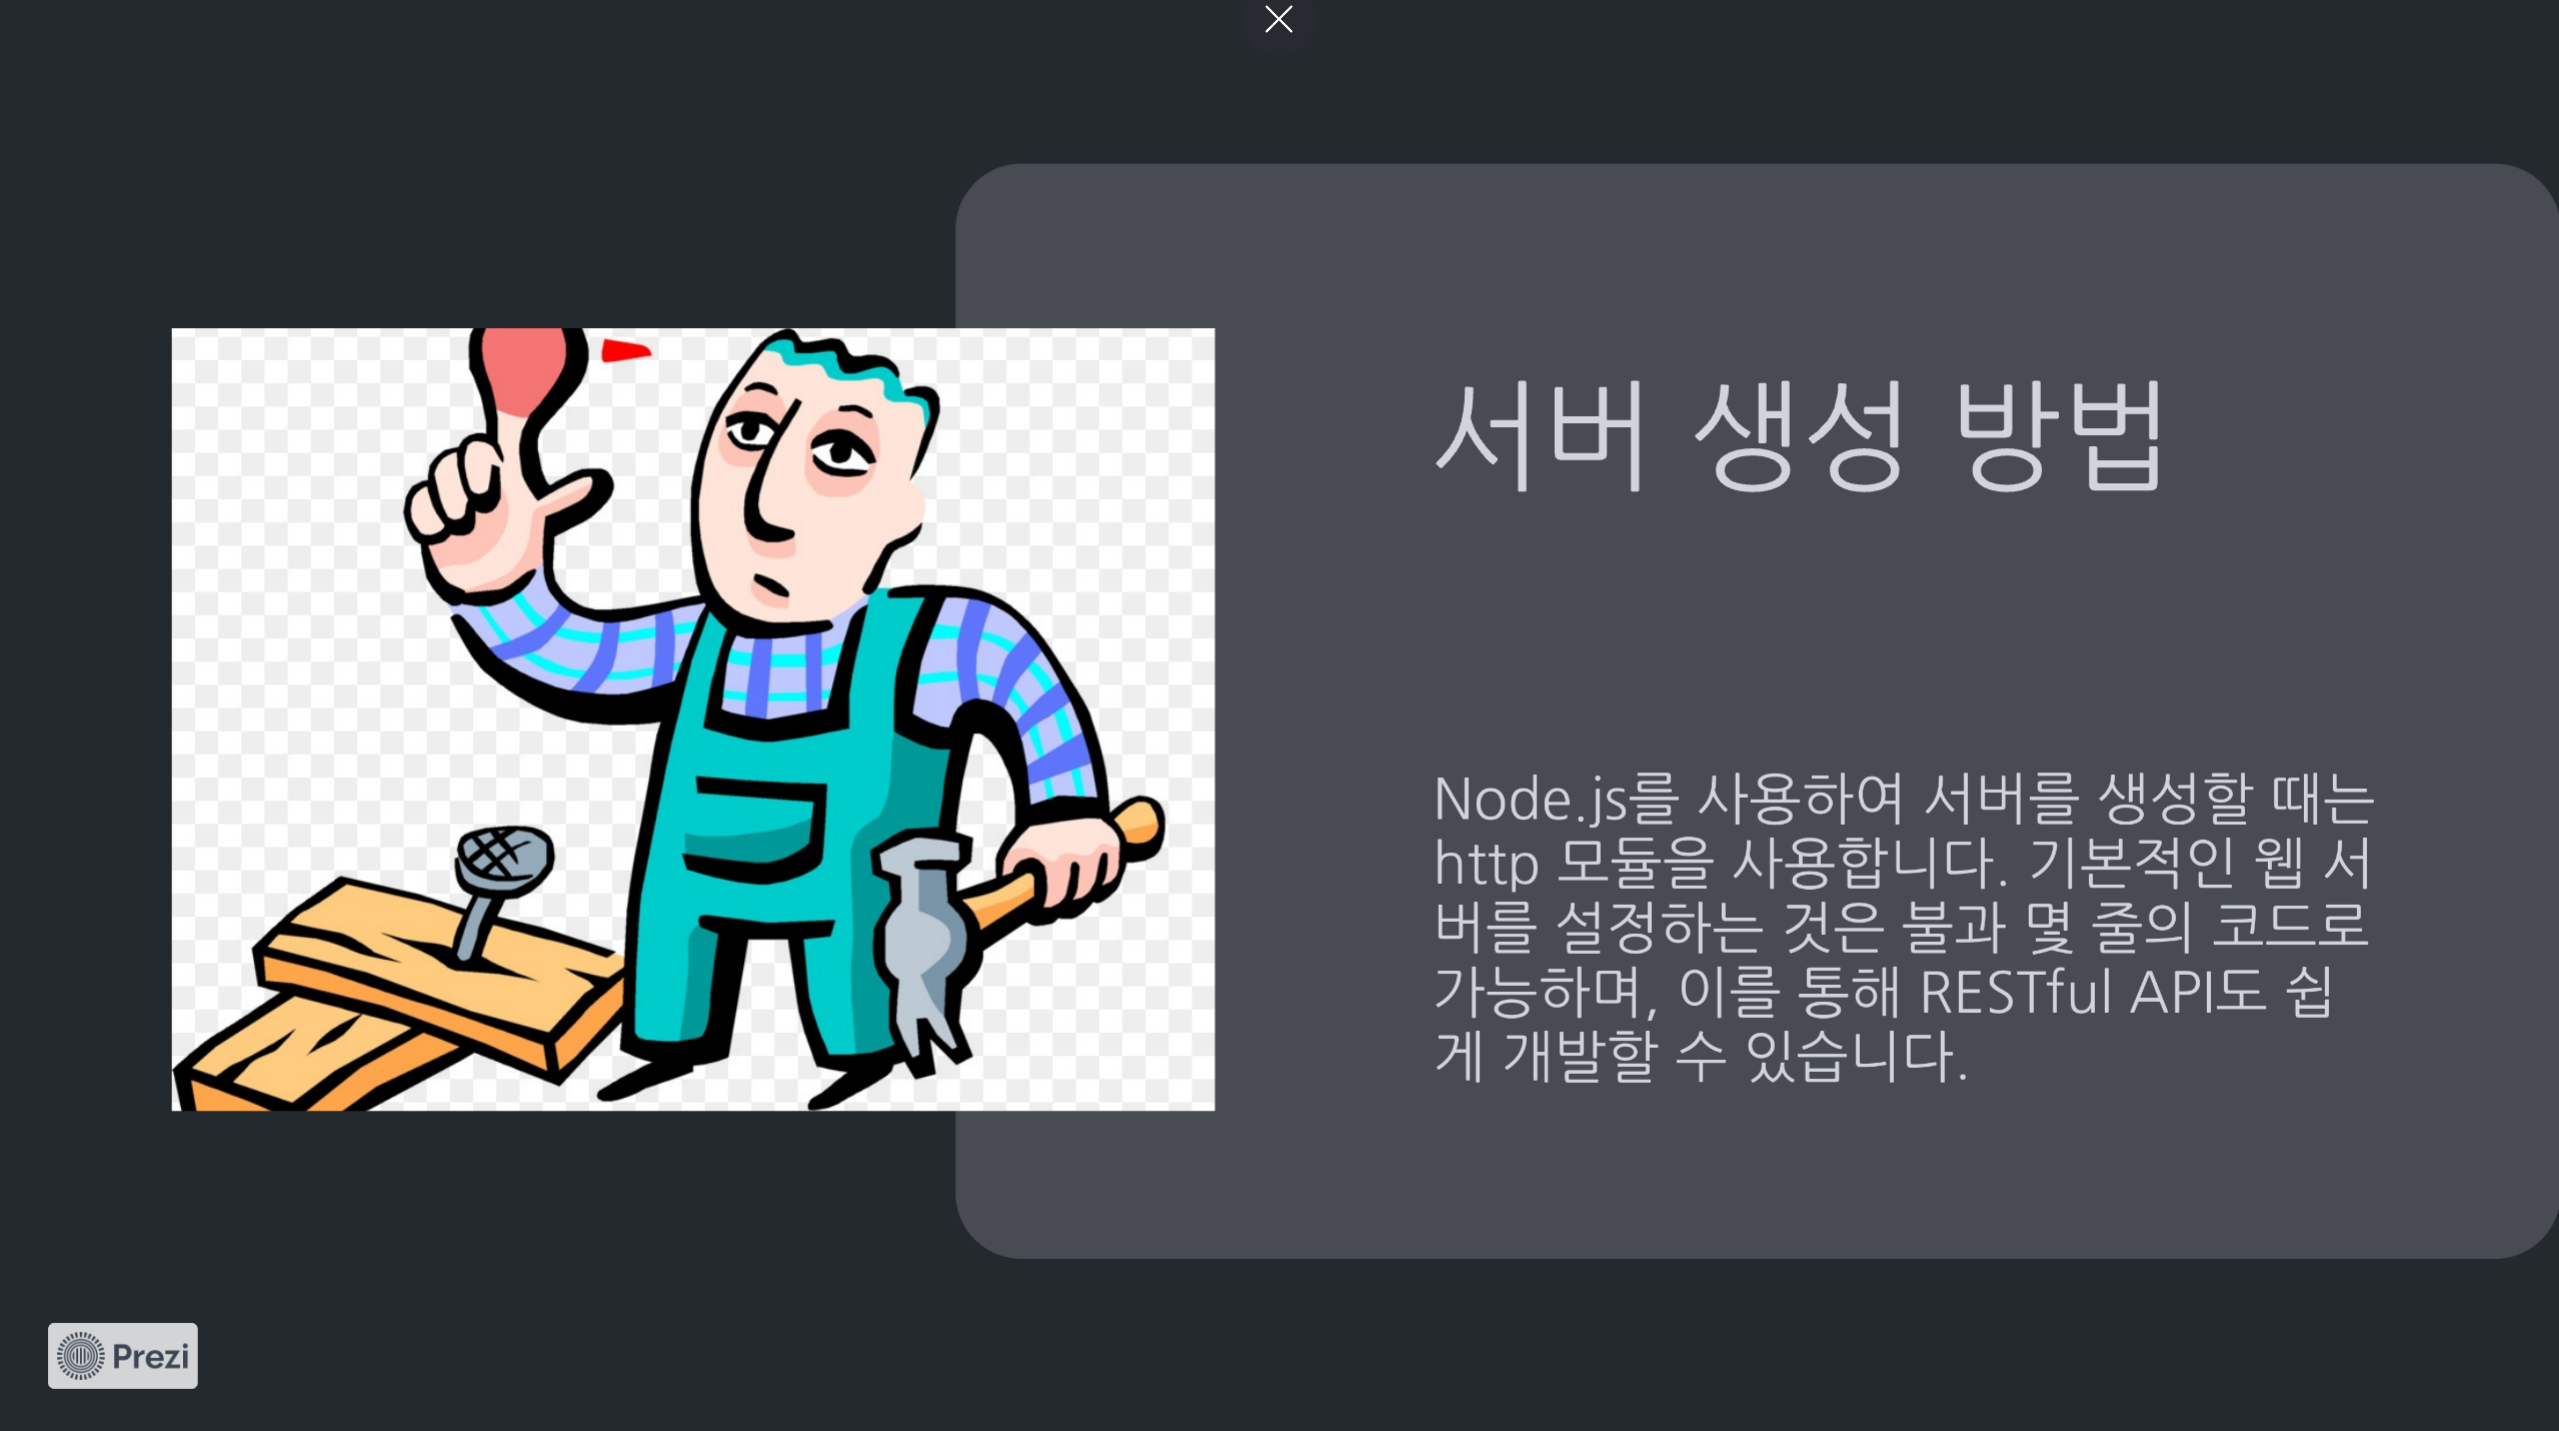 서버 생성 방법
Node.js를 사용하여 서버를 생성할 때는
http 모듈을 사용합니다. 기본적인 웹 서
버를 설정하는 것은 불과 몇 줄의 코드로
가능하며, 이를 통해 RESTful API도 쉽
게 개발할 수 있습니다.
Prezi